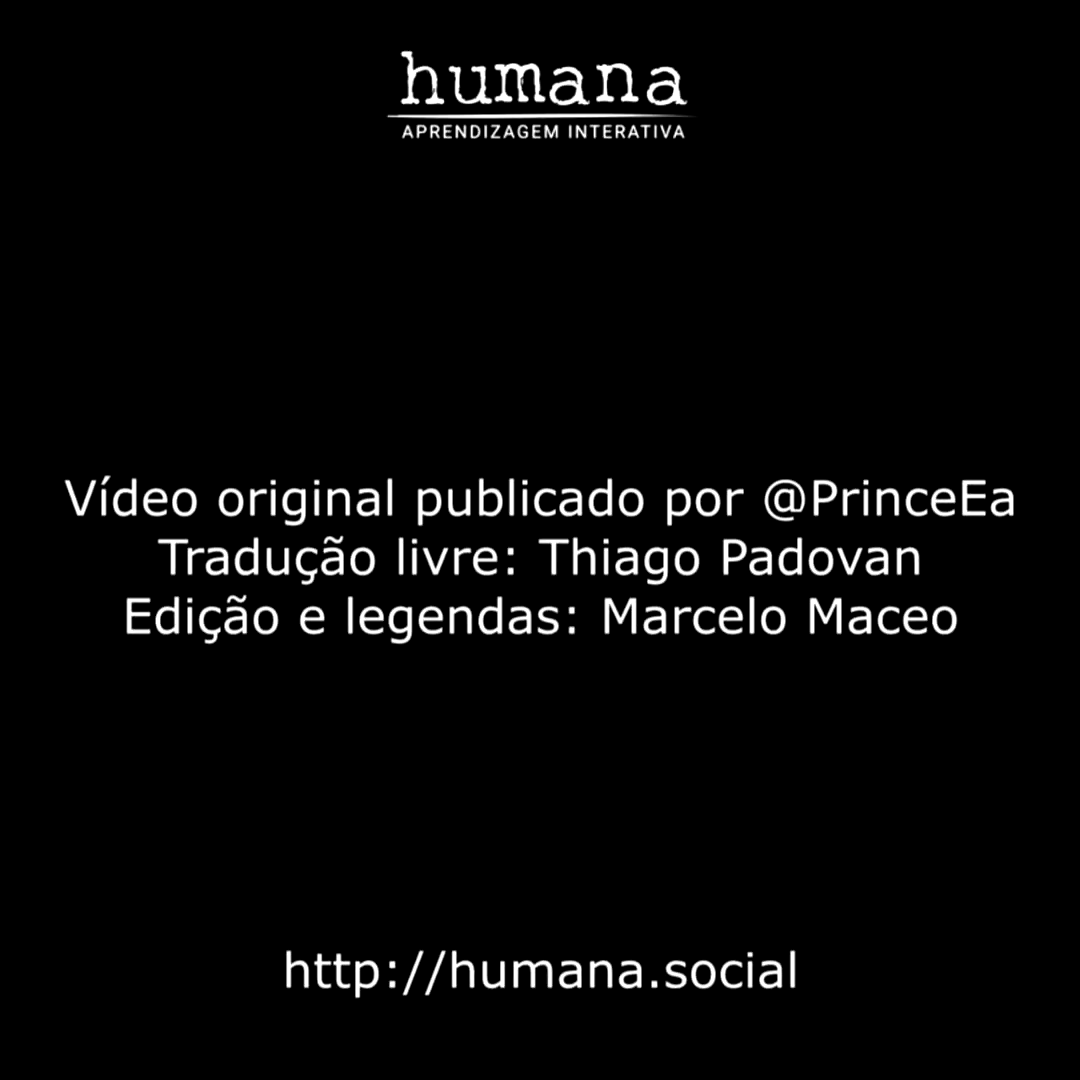 humana
APRENDIZAGEM INTERATIVA
Vídeo original publicado por @PrinceEa
Tradução livre: Thiago Padovan
Edição e legendas: Marcelo Maceo
http://humana.social